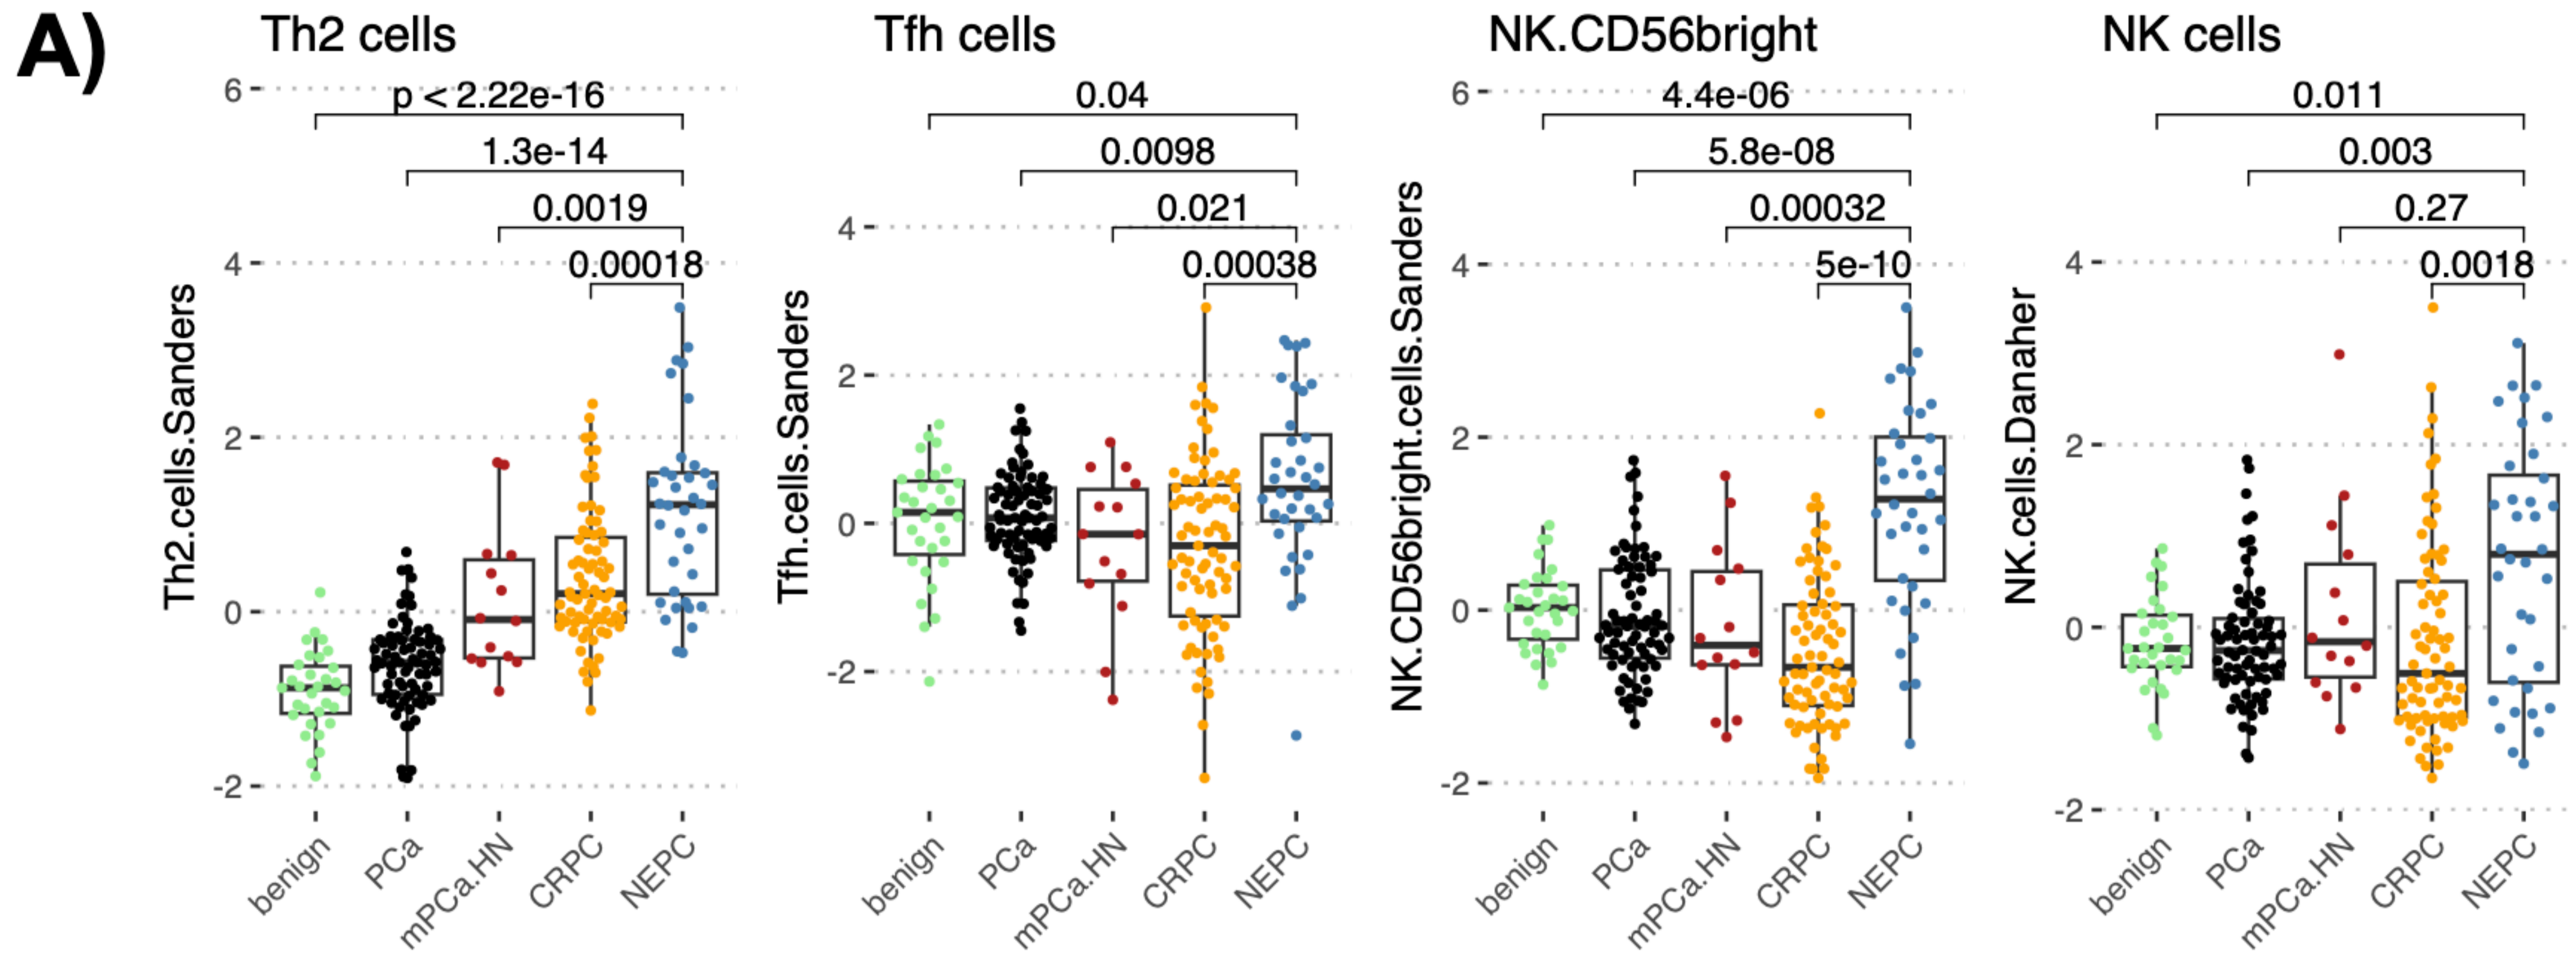 A)
Th2 cells
Th2.cells.Sanders
6
4
2
0
-2
p < 2.22e-16
1.3e-14
0.0019
0.00018
benign
PCa
mPCa.HN
CRPC
NEPC
Tfh cells
Tfh.cells.Sanders
4
2
0
-2
0.04
0.0098
0.021
0.00038
benign
PCa
mPCa.HN
CRPC
NEPC
NK.CD56bright
NK.CD56bright.cells.Sanders
6
4
2
0
-2
4.4e-06
5.8e-08
0.00032
5e-10
benign
PCa
mPCa.HN
CRPC
NEPC
NK cells
NK.cells.Danaher
4
2
0
-2
0.011
0.003
0.27
0.0018
benign
PCa
mPCa.HN
CRPC
NEPC